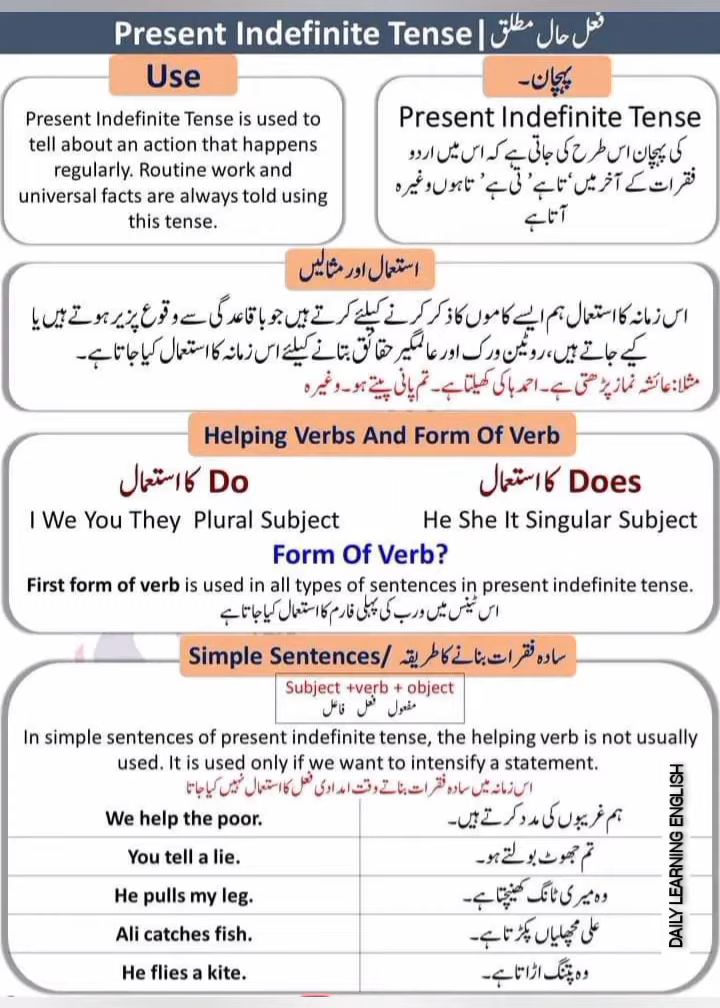 Present Indefinite Tense|فعل حال مطلق
Use
Present Indefinite Tense is used to
tell about an action that happens
regularly. Routine work and
universal facts are always told using
this tense.
پہچان۔
Present Indefinite Tense
کی پہچان اس طرح کی جاتی ہے کہ اس میں اردو
فقرات کے آخر میں ‘تا ہے’ تی ہے’ تا ہوں وغیرہ
آتا ہے
استعمال اور مثالیں
اس زمانہ کا استعمال ہم ایسے کاموں کا ذکر کرنے کیلئے کرتے ہیں جو باقاعدگی سے وقوع پزیر ہوتے ہیں یا
کیے جاتے ہیں، روٹین ورک اور عالمگیر حقائق بتانے کیلئے اس زمانہ کا استعمال کیا جاتا ہے۔
مثلا: عائشہ نماز پڑھتی ہے۔ احمد ہاکی کھیلتا ہے۔ تم پانی پیتے ہو۔ وغیرہ
Helping Verbs And Form Of Verb
Do کا استعمال
I We You They Plural Subject
Does کا استعمال
He She It Singular Subject
Form Of Verb?
First form of verb is used in all types of sentences in present indefinite tense.
اس ٹینس میں ورب کی پہلی فارم کا استعمال کیا جاتا ہے
Simple Sentences/ سادہ فقرات بنانے کا طریقہ
Subject +verb + object
فاعل فعل مفعول
In simple sentences of present indefinite tense, the helping verb is not usually
used. It is used only if we want to intensify a statement.
اس زمانہ میں سادہ فقرات بناتے وقت امدادی فعل کا استعمال نہیں کیا جاتا
We help the poor. ہم غریبوں کی مدد کرتے ہیں۔
You tell a lie. تم جھوٹ بولتے ہو۔
He pulls my leg. وہ میری ٹانگ کھینچتا ہے۔
Ali catches fish. علی مچھلیاں پکڑتا ہے۔
He flies a kite. وہ پتنگ اڑاتا ہے۔
DAILY LEARNING ENGLISH